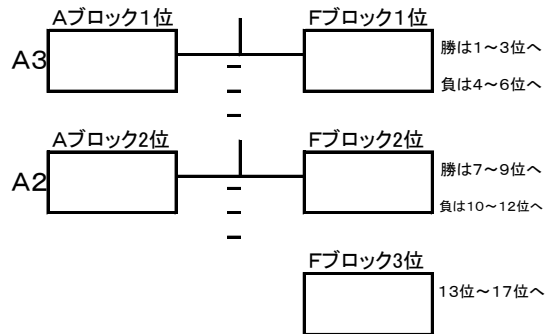 Aブロック1位 Fブロック1位
A3
勝は1～3位へ
負は4～6位へ
Aブロック2位 Fブロック2位
A2
勝は7～9位へ
負は10～12位へ
Fブロック3位
13位～17位へ